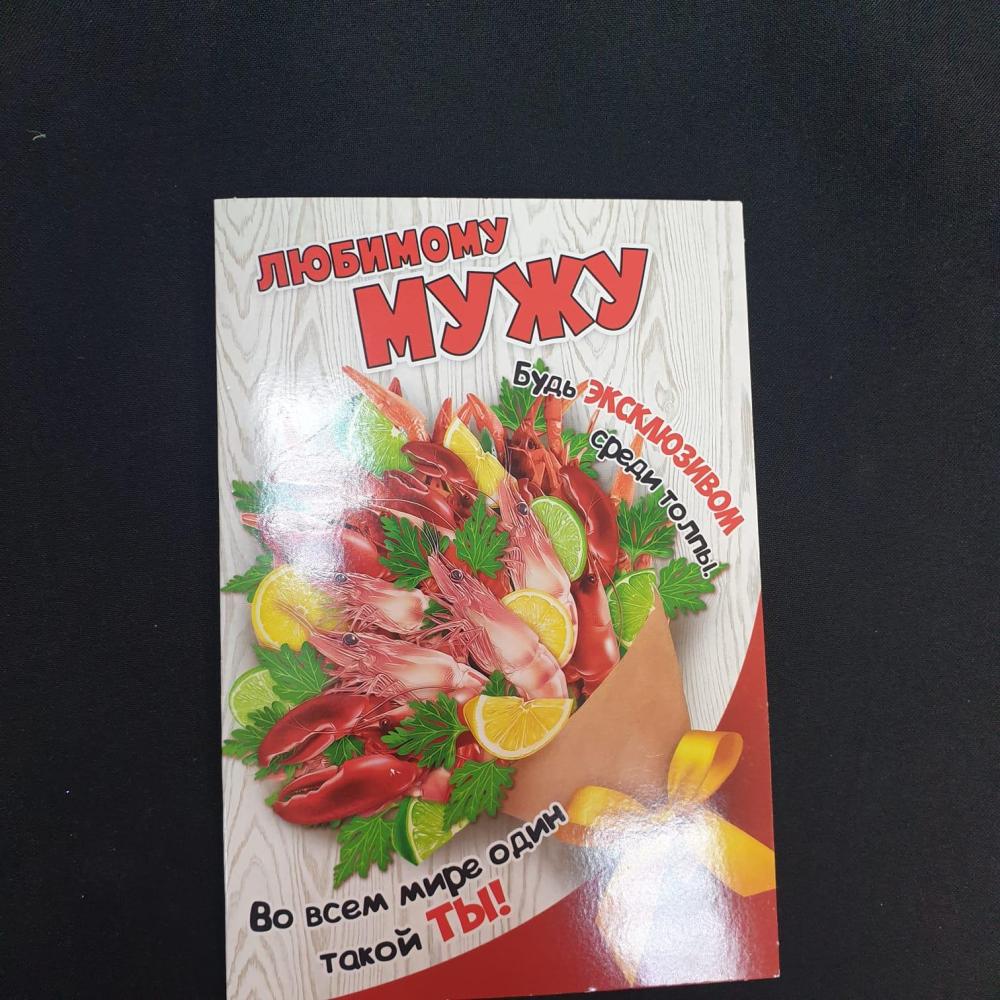 ЛЮБИМОМУ
МУЖУ
Будь ЭКСКЛЮЗИВОМ
среди толпы!
Во всем мире один
такой ТЫ!